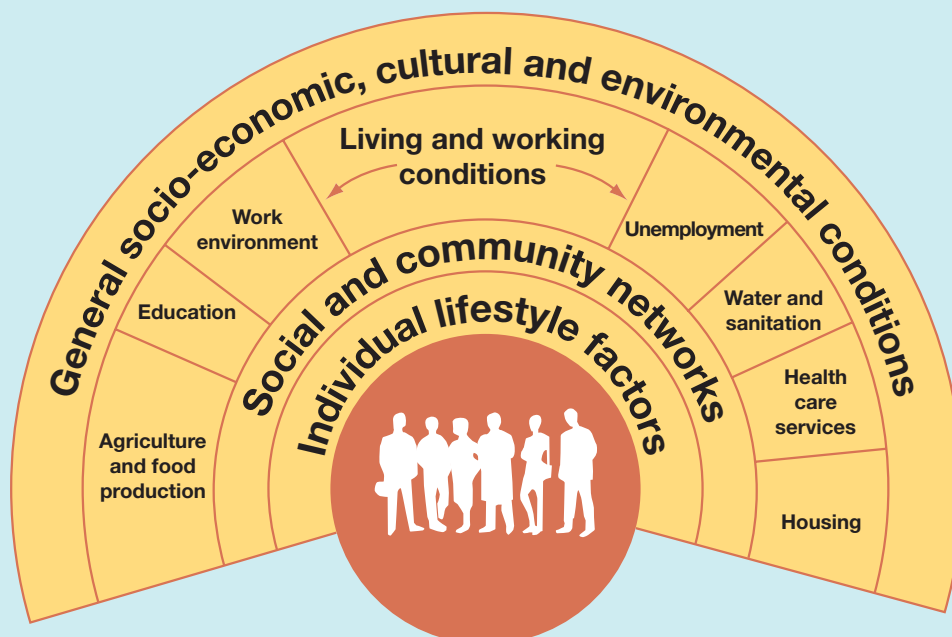 General socio-economic, cultural and environmental conditions
Living and working
conditions
Work
environment
Unemployment
Education
Water and
sanitation
Agriculture
and food
production
Health
care
services
Housing
Social and community networks
Individual lifestyle factors